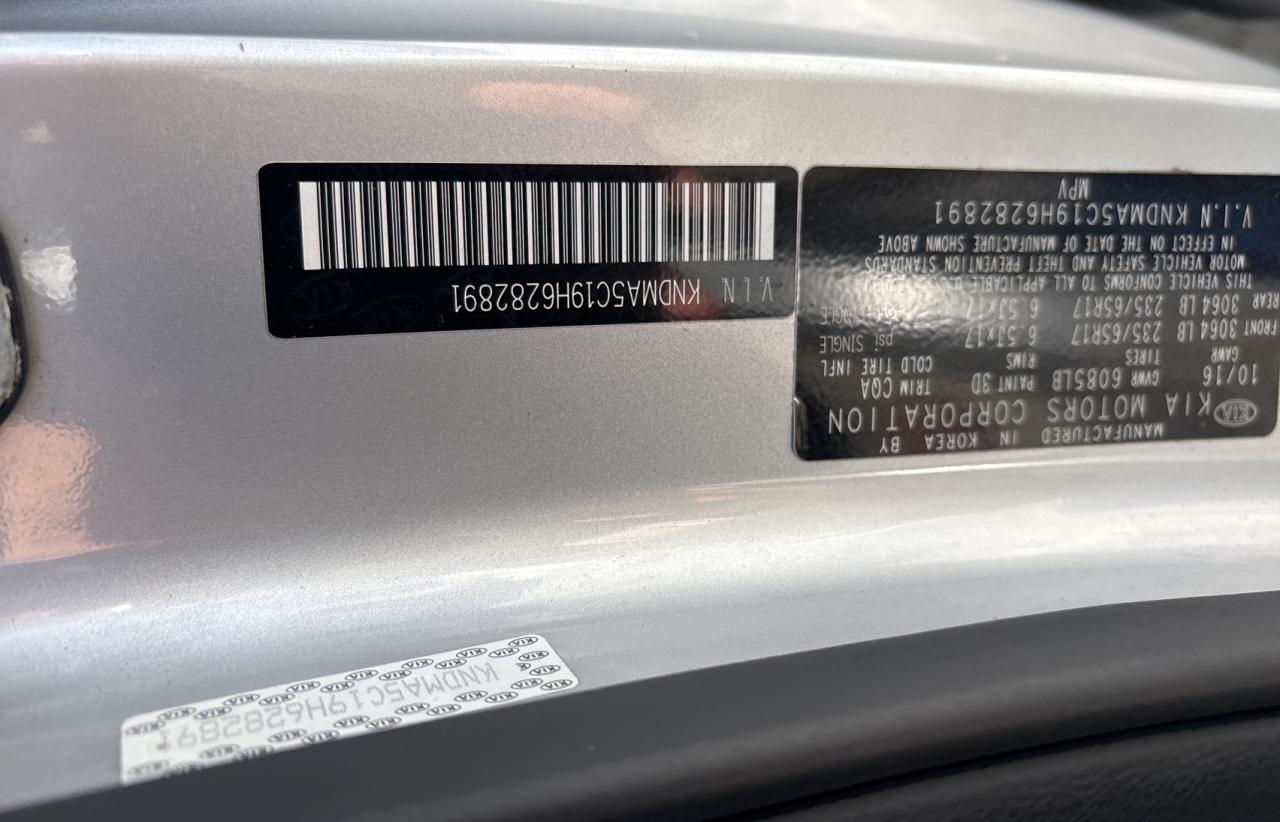 MANUFACTURED IN KOREA BY
KIA KIA MOTORS CORPORATION
10/16 GVWR 6085LB PAINT 3D TRIM CQA
GAWR TIRES RIMS COLD TIRE INFL
FRONT 3064 LB 235/65R17 6.5Jx17 psi SINGLE
REAR 3064 LB 235/65R17 6.5Jx17 SINGLE
THIS VEHICLE CONFORMS TO ALL APPLICABLE
MOTOR VEHICLE SAFETY AND THEFT PREVENTION STANDARDS
IN EFFECT ON THE DATE OF MANUFACTURE SHOWN ABOVE
V.I.N KNDMA5C19H6282891
MPV
V.I.N. KNDMA5C19H6282891
KNDMA5C19H6282891